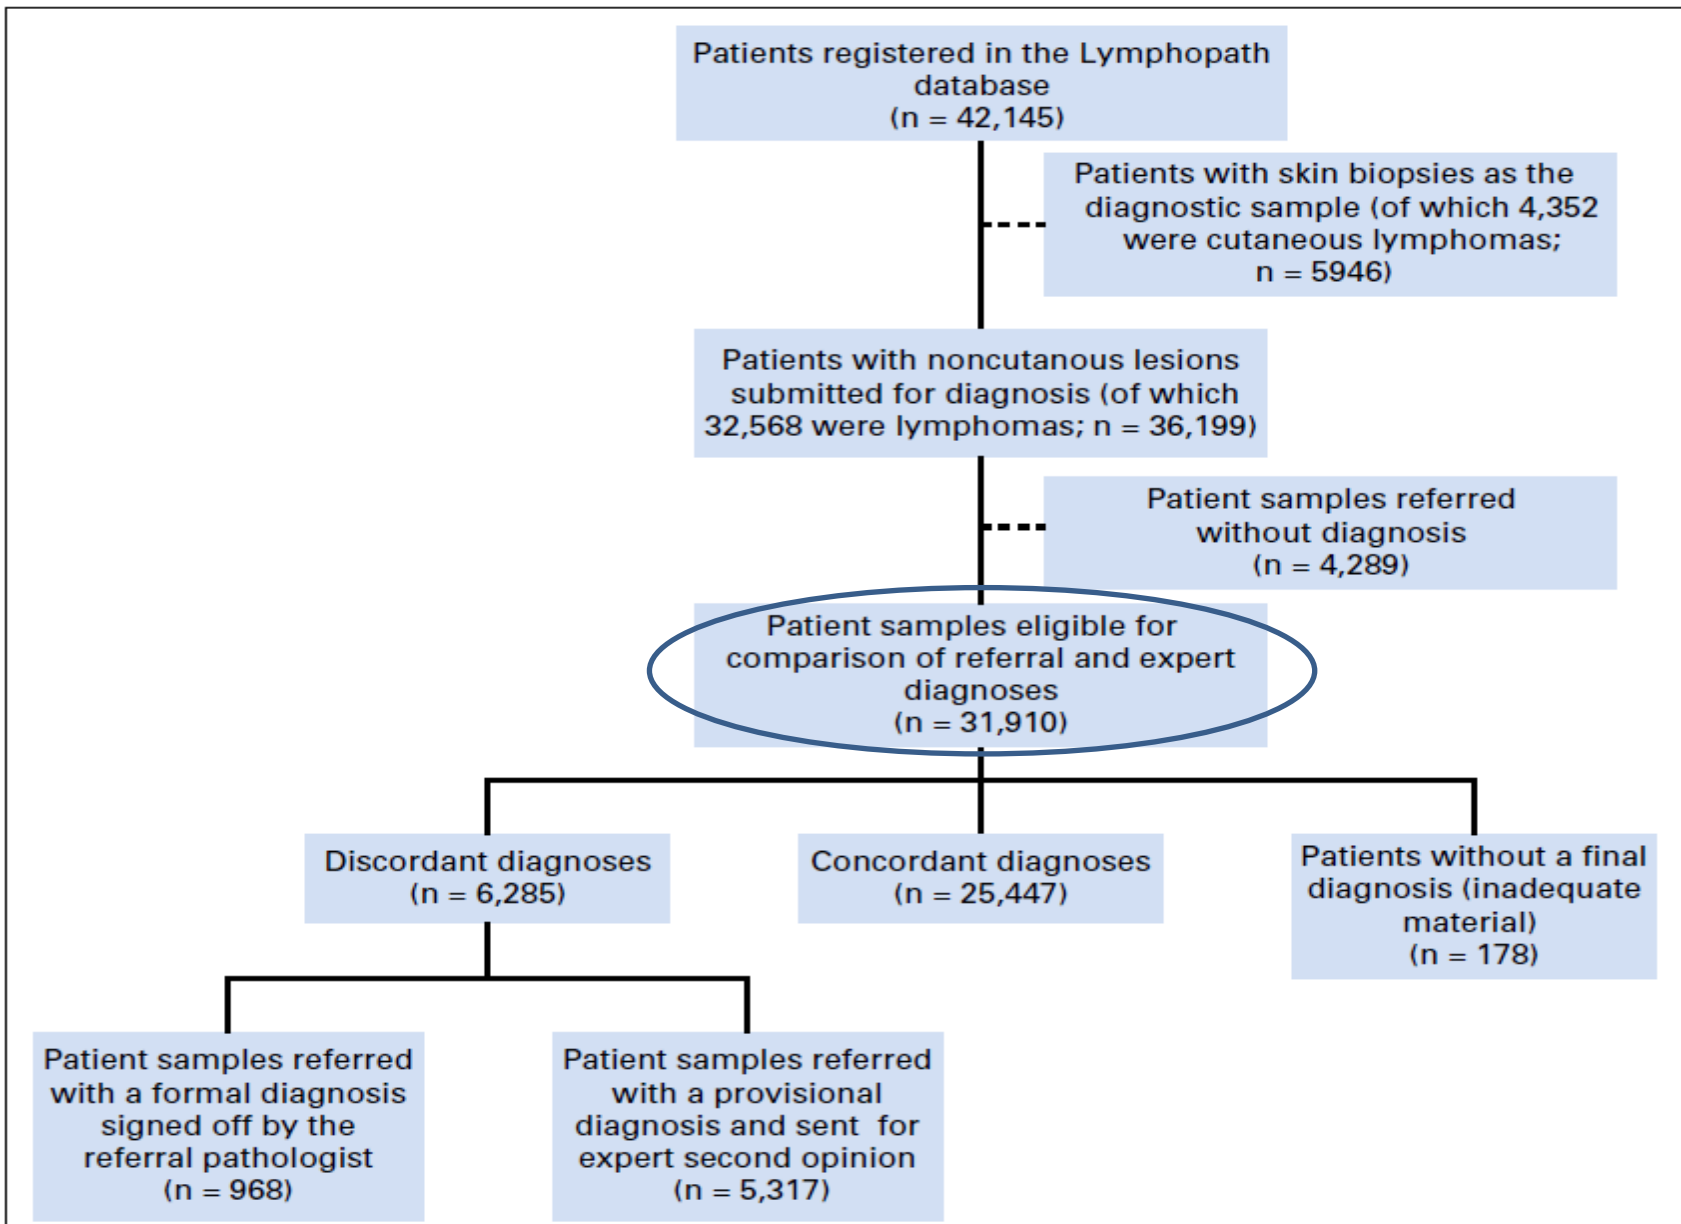 Patients registered in the Lymphopath
database
(n = 42,145)
Patients with skin biopsies as the
diagnostic sample (of which 4,352
were cutaneous lymphomas;
n = 5946)
Patients with noncutanous lesions
submitted for diagnosis (of which
32,568 were lymphomas; n = 36,199)
Patient samples referred
without diagnosis
(n = 4,289)
Patient samples eligible for
comparison of referral and expert
diagnoses
(n = 31,910)
Discordant diagnoses
(n = 6,285)
Concordant diagnoses
(n = 25,447)
Patients without a final
diagnosis (inadequate
material)
(n = 178)
Patient samples referred
with a formal diagnosis
signed off by the
referral pathologist
(n = 968)
Patient samples referred
with a provisional
diagnosis and sent for
expert second opinion
(n = 5,317)